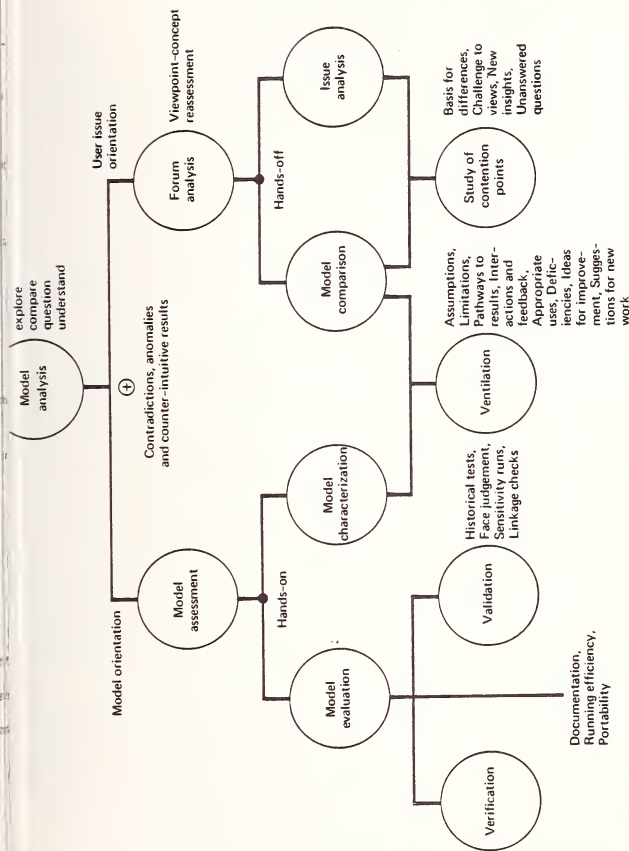 Model
analysis
explore
compare
question
understand
Model orientation
Contradictions, anomalies
and counter-intuitive results
User issue
orientation
Model
assessment
Forum
analysis
Viewpoint-concept
reassessment
Hands-on
Hands-off
Model
evaluation
Model
characterization
Model
comparison
Issue
analysis
Verification
Documentation,
Running efficiency,
Portability
Validation
Historical tests,
Face judgement,
Sensitivity runs,
Linkage checks
Ventilation
Assumptions,
Limitations,
Pathways to
results, Inter-
actions and
feedback,
Appropriate
uses, Defic-
iencies, Ideas
for improve-
ment, Sugges-
tions for new
work
Study of
contention
points
Basis for
differences,
Challenge to
views, New
insights,
Unanswered
questions